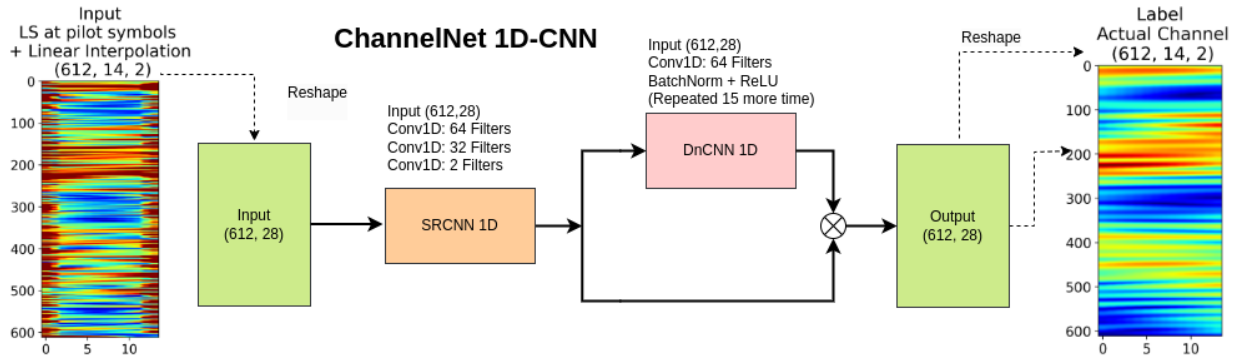 Input
LS at pilot symbols
+ Linear Interpolation
(612, 14, 2)
0
100
200
300
400
500
600
0 5 10
Reshape
ChannelNet 1D-CNN
Input
(612, 28)
Input (612,28)
Conv1D: 64 Filters
Conv1D: 32 Filters
Conv1D: 2 Filters
SRCNN 1D
Input (612,28)
Conv1D: 64 Filters
BatchNorm + ReLU
(Repeated 15 more time)
DnCNN 1D
Output
(612, 28)
Reshape
Label
Actual Channel
(612, 14, 2)
0
100
200
300
400
500
600
0 5 10